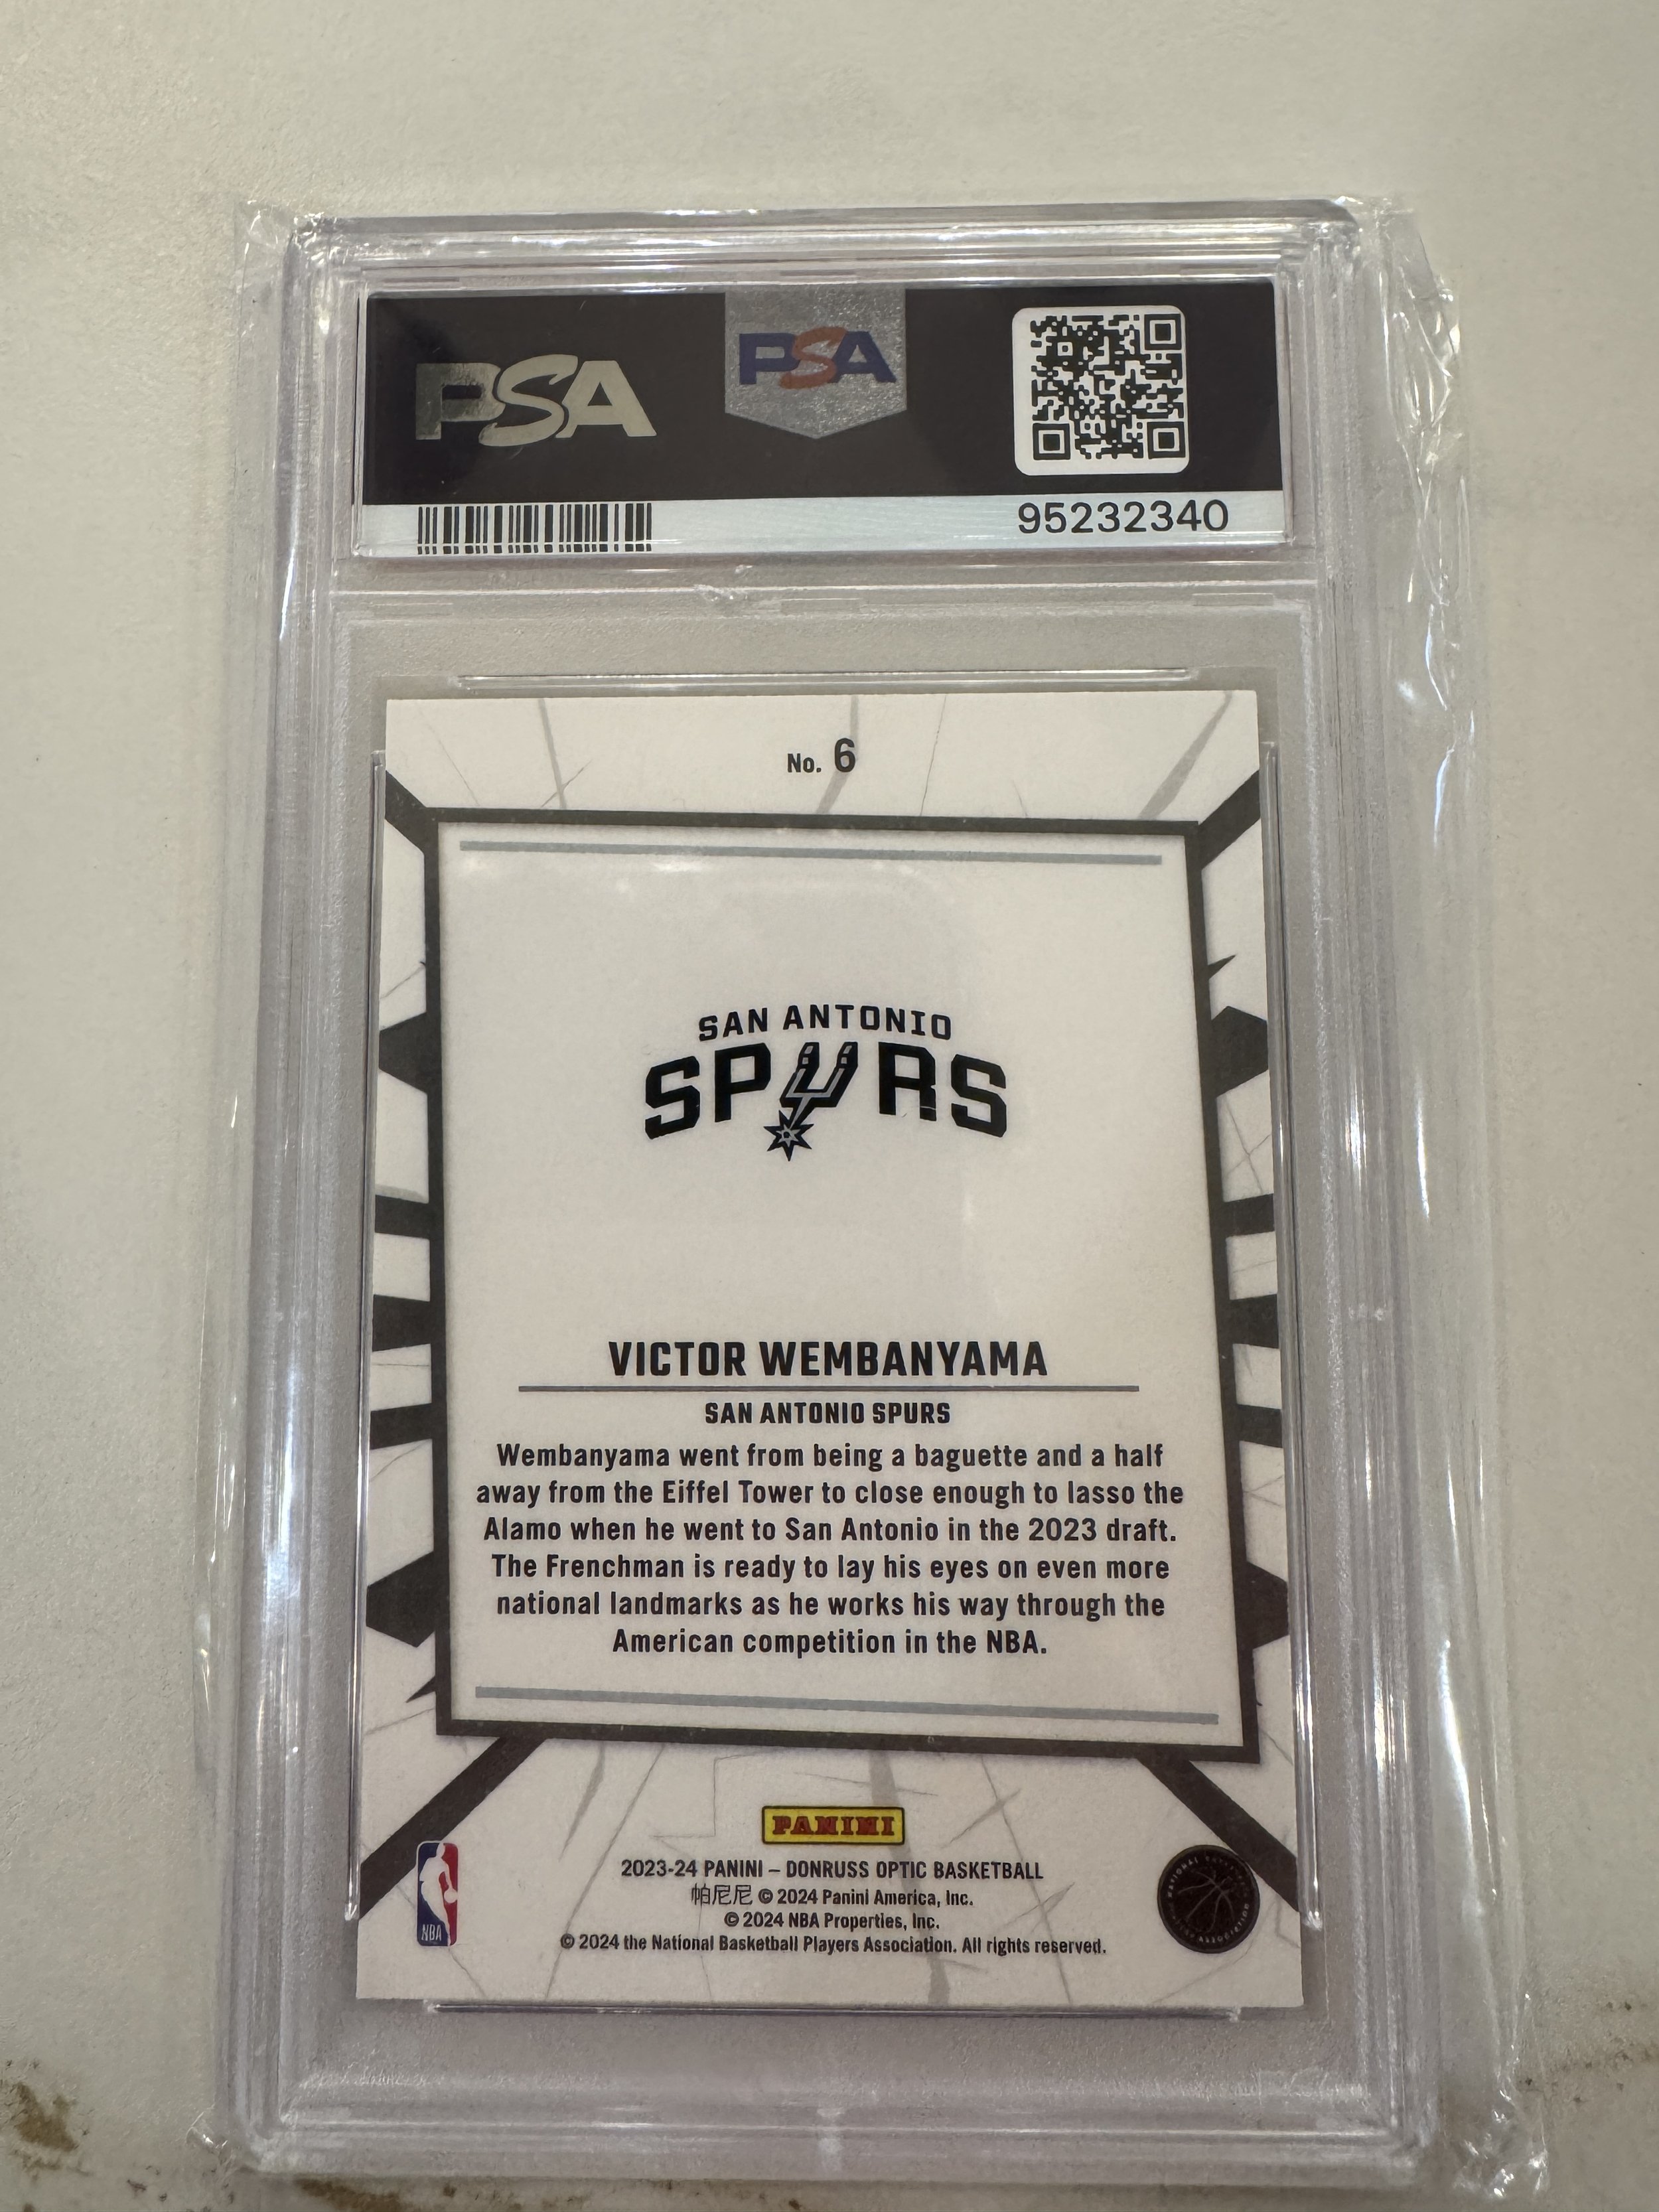 PSA
PSA
95232340
No. 6
SAN ANTONIO
SPURS
VICTOR WEMBANYAMA
SAN ANTONIO SPURS
Wembanyama went from being a baguette and a half
away from the Eiffel Tower to close enough to lasso the
Alamo when he went to San Antonio in the 2023 draft.
The Frenchman is ready to lay his eyes on even more
national landmarks as he works his way through the
American competition in the NBA.
PANINI
2023-24 PANINI – DONRUSS OPTIC BASKETBALL
帕尼尼 © 2024 Panini America, Inc.
© 2024 NBA Properties, Inc.
© 2024 the National Basketball Players Association. All rights reserved.
NBA